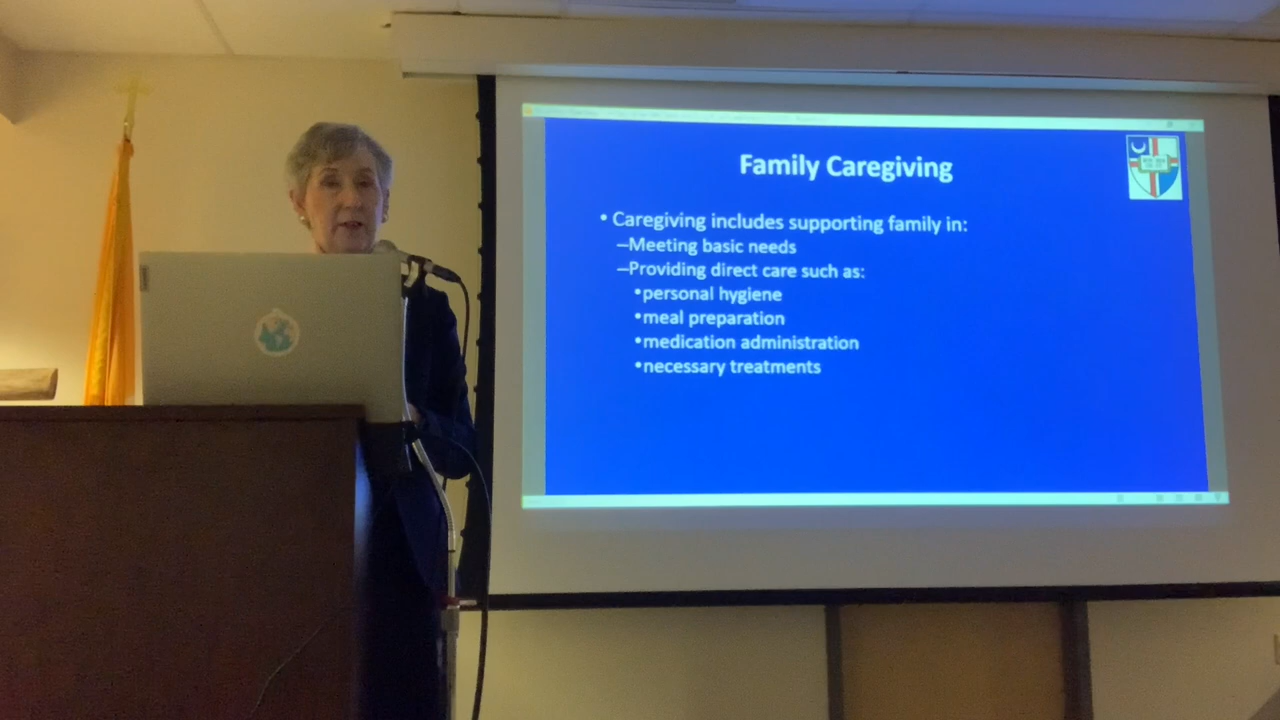 Family Caregiving
• Caregiving includes supporting family in:
–Meeting basic needs
–Providing direct care such as:
•personal hygiene
•meal preparation
•medication administration
•necessary treatments